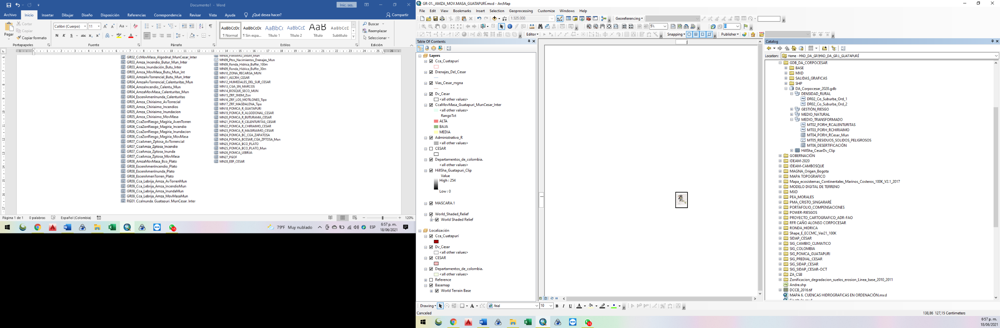 Documento1 - Word
Inic. ses.
Archivo Inicio Insertar Dibujar Diseño Disposición Referencias Correspondencia Revisar Vista Ayuda ¿Qué desea hacer? Compartir
Pegar
Cortar
Copiar
Copiar formato
Calibri (Cuerpo) 11
N K S abc x₂ x²
AaBbCcDc AaBbCcDc AaBbCc AaBbCcE AaB AaBbCcD
¶ Normal ¶ Sin espa... Título 1 Título 2 Título Subtítulo
Buscar
Reemplazar
Seleccionar
Portapapeles Fuente Párrafo Estilos Edición
GR02_CcMovMasa_Algodnal_MunCesar_Inter
GR03_Amza_Incendio_Butur_Mun_Inter
GR03_Amza_Inundación_Butu_Inter
GR03_Amza_MovMasa_Butu_Mun_Int
GR03_AmzaAvTorrencial_Butu_Mun_Inter
GR04_AmzaAvTorrencial_Calenturitas_Mun
GR04_AmzaIncendio_Calentu_Mun
GR04_AmzaMovMasa_Calenturitas_Mun
GR04_EscenAmenInunda_Calenturitas
GR05_Amza_Chiriaimo_AvTorrecial
GR05_Amza_Chiriaimo_Incendios
GR05_Amza_Chiriaimo_Inundacion
GR05_Amza_Chiriaimo_MovMasa
GR06_CcaZonRiesgo_Magiria_AvenTorren
GR06_CcaZonRiesgo_Magiria_Incendio
GR06_CcaZonRiesgo_Magiria_Inundacion
GR06_CcaZonRiesgo_Magiria_MovMasa
GR07_CcaAmen_Zptosa_AvTorrencial
GR07_CcaAmza_Zptosa_Incendio
GR07_CcaAmza_Zptosa_Inunda
GR07_CcaAmza_Zptosa_MovMasa
GR08_AmzaMovMasa_Bco_Plato
GR08_EscenAmenIncendio_Plato
GR08_EscenAmenInunda_Plato
GR08_EscenAmenTorren_Plato
GR09_Cca_Lebrija_Amza_AvTorrenMun
GR09_Cca_Lebrija_Amza_IncendioMun
GR09_Cca_Lebrija_Amza_InundaMun
GR09_Cca_Lebrija_Amza_MovMasaMun
RG01_CcaInunda_Guatapuri_MunCesar_Inter
MN08_PARAMO_SNSM_Mun
MN09_Ptos_Nacimientos_Drenajes_Mun
MN09_Ronda_Hidrica_Buffer_100m
MN09_Ronda_Hidrica_Buffer_30m
MN10_ZONA_RECARGA_MUN
MN11_AECRH_CESAR
MN12_HUMEDALES_DEL_SUR_CESAR
MN13_CGA_SN_MARCOS
MN14_BOSQUE_SECO_MUN
MN15_ZRF_SNSM_Zon
MN16_ZRF_LOS_MOTILONES_Tipo
MN17_ZRF_MAGDALENA_Tipo
MN18_POMCA_R_GUATAPURI
MN19_POMCA_R_ALGODONAL_CESAR
MN20_POMCA_R_BUTURAMA_CESAR
MN21_POMCA_R_CELENTURITAS_CESAR
MN22_POMCA_R_CHIRIAIMO_CESAR
MN23_POMCA_R_MAGIRIAIMO_CESAR
MN24_POMCA_BC_CGA_ZAPATOSA
MN24_POMCA_BCESAR_CGA_ZPTOSA_Mun
MN25_POMCA_BCO_PLATO
MN25_POMCA_BCO_PLATO_Mun
MN26_POMCA_LEBRIJA
MN27_PGOF
MN28_EEP_CESAR
Página 1 de 1 0 palabras Español (Colombia) 120%
79°F Muy nublado ESP 6:57 p. m.
18/06/2021
GR-01._AMZA_MOV.MASA_GUATAPURÍ.mxd - ArcMap
File Edit View Bookmarks Insert Selection Geoprocessing Customize Windows Help
1:325.000 Georeferencing
5% 0
Editor Snapping Publisher
Table Of Contents
Layers
Cca_Cuatapurí
Drenajes_Del_Cesar
Vias_Cesar_mgna
Dv_Cesar
<all other values>
CcaMovMasa_Guatapuri_MunCesar_Inter
<all other values>
RangoTxt
ALTA
BAJA
MEDIA
Administrativo_R
<all other values>
CESAR
Departamentos_de_colombia.
<all other values>
HillSha_Guatapuri_Clip
Value
High : 254
Low : 0
MASCARA.1
World_Shaded_Relief
World Shaded Relief
Localización
Cca_Cuatapurí
Dv_Cesar
<all other values>
CESAR
Departamentos_de_colombia.
<all other values>
Reference
Basemap
World Terrain Base
Catalog
Location: Home - MXD_DA_GR\MXD_DA_GR1_GUATAPURÍ
GDB_DA_CORPOCESAR
BASE
MXD
SALIDAS_GRAFICAS
SHP
DA_Corpocesar_2020.gdb
DENSIDAD_RURAL
DR02_Co_Suburba_Ord_1
DR02_Co_Suburba_Ord_2
GESTIÓN_RIESGO
MEDIO_NATURAL
MEDIO_TRANSFORMADO
MT02_PORH_RCALENTURITAS
MT03_PORH_RCHIRIAIMO
MT04_PORH_RCesar_Mun
MT05_RESIDUOS_SOLIDOS_PELIGROSOS
MT06_DESERTIFICACIÓN
HillSha_CesarDv_Clip
GOBERNACIÓN
IDEAM-2020
IDEAM-CAMBOSQUE
MAGNA_Origen_Bogota
MAPA TOPOGRAFICO
Mapa_ecosistemas_Continentales_Marinos_Costeros_100K_V2.1_2017
MODELO DIGITAL DE TERRENO
MXD
PEA_MORALES
PMA_CRISTO_SINGARARÉ
PORTAFOLIO_COMPENSACIONES
POWER-RIESGOS
PROYECTO_CARTOGRAFICO_ADR-FAO
RFR CAÑO ALONSO CORPOCESAR
RONDA_HIDRICA
Shape_E_ECCMC_Ver21_100K
SIDAP_CESAR
SIG_CAMBIO_CLIMATICO
SIG_COLOMBIA
SIG_POMCA_GUATAPURI
SIG_PREDIAL_CESAR
SIG_SIDAP_CESAR
SIG_SIDAP_CESAR-OCT
ZA_CSB
Zonificacion_degradacion_suelos_erosion_Linea_base_2010_2011
Andre.shp
DCCB_2016.tif
MAPA 6. CUENCAS HIDROGRAFICAS EN ORDENACIÓN.mxd
Drawing Arial 10 B I U A
Canceled
138,86 127,15 Centimeters
6:57 p. m.
18/06/2021